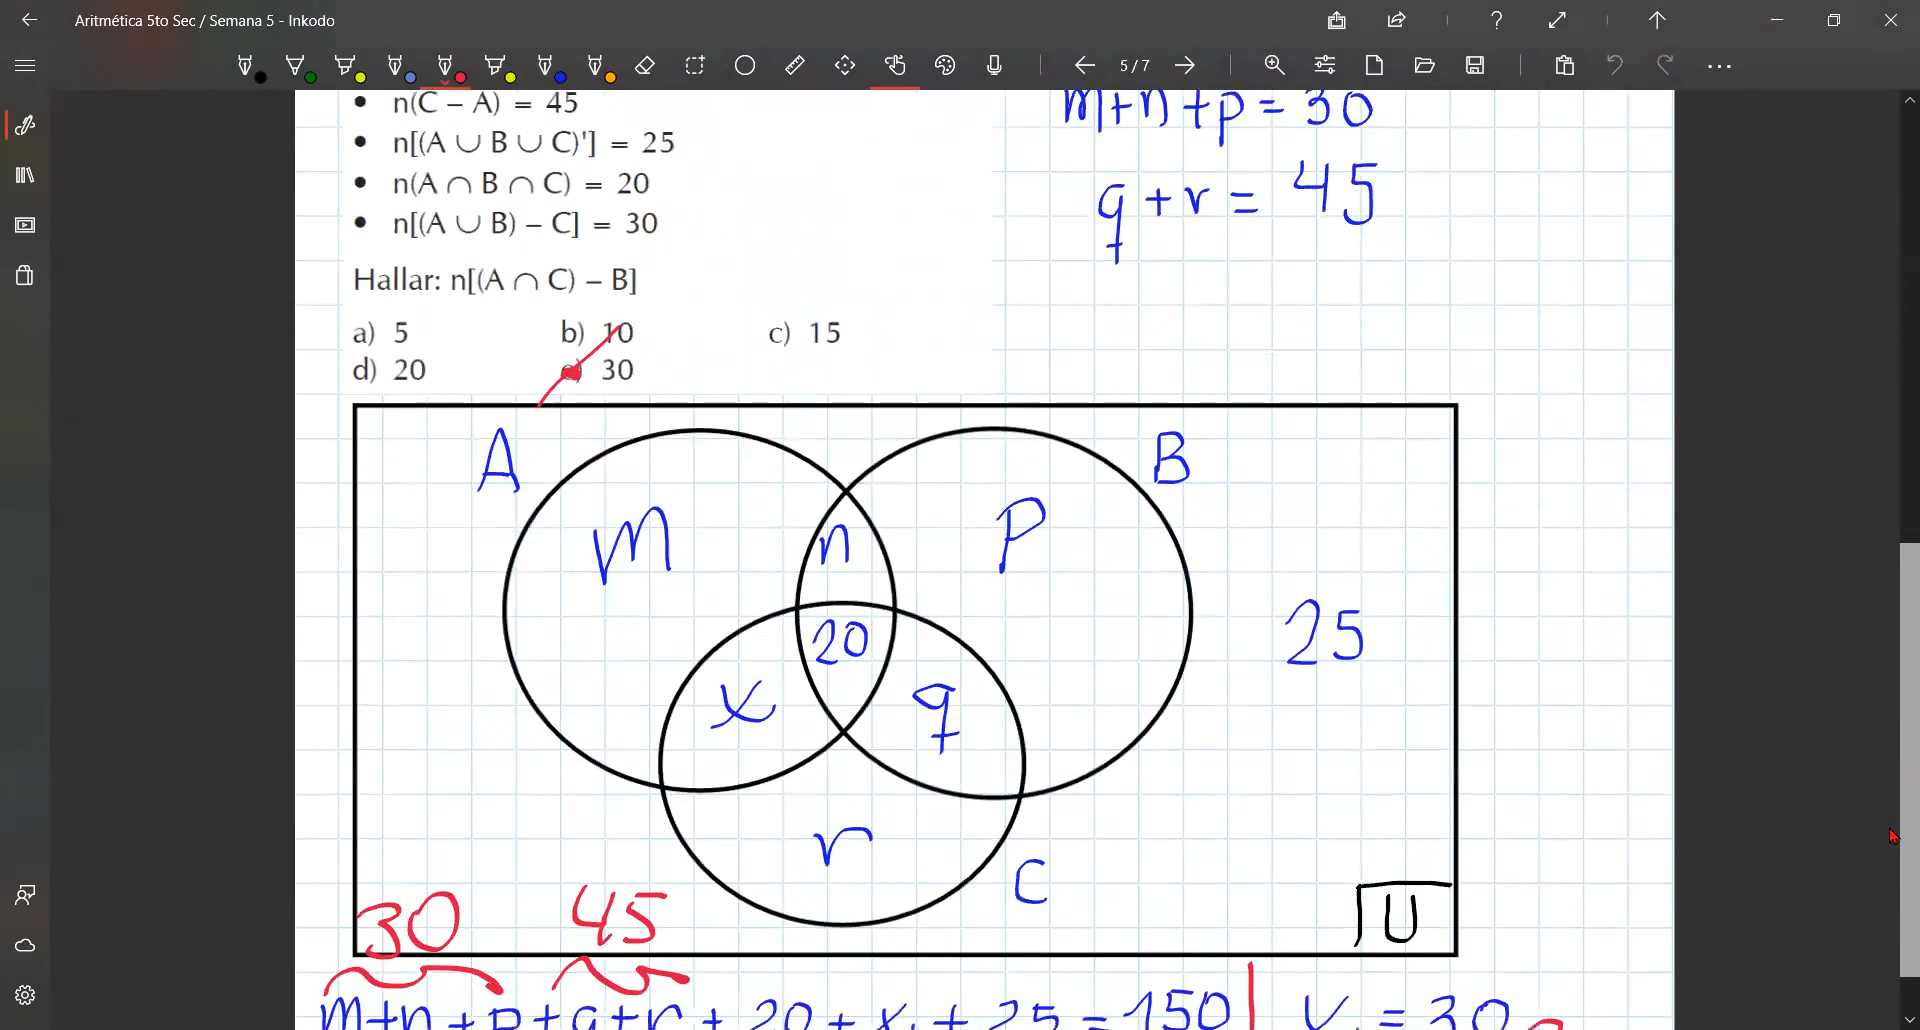 Aritmética 5to Sec / Semana 5 - Inkodo
5 / 7
• n(C – A) = 45
• n[(A ∪ B ∪ C)'] = 25
• n(A ∩ B ∩ C) = 20
• n[(A ∪ B) – C] = 30
Hallar: n[(A ∩ C) – B]
a) 5 b) 10 c) 15
d) 20 e) 30
m+n+p = 30
q+r = 45
A B
m n p
20 25
x q
r
C
U
30 45
m+n+p+q+r+20+x+25=150 | x = 30